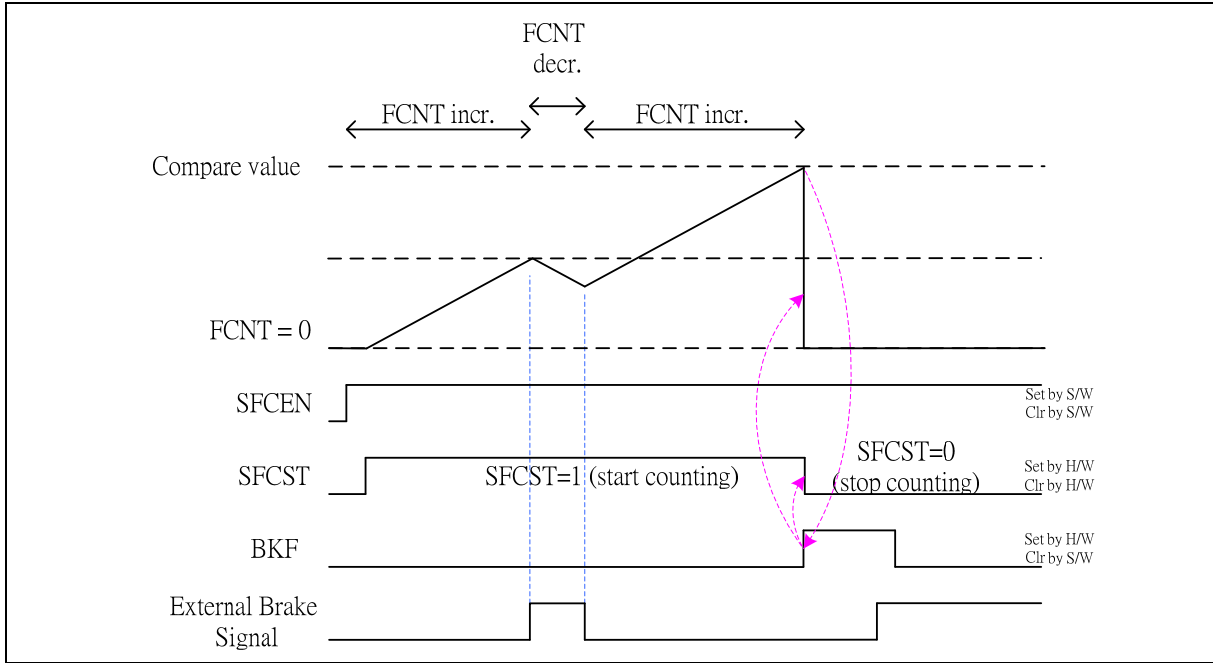 FCNT
decr.
FCNT incr.
FCNT incr.
Compare value
FCNT = 0
SFCEN
Set by S/W
Clr by S/W
SFCST
SFCST=1 (start counting)
SFCST=0
(stop counting)
Set by H/W
Clr by H/W
BKF
Set by H/W
Clr by S/W
External Brake
Signal